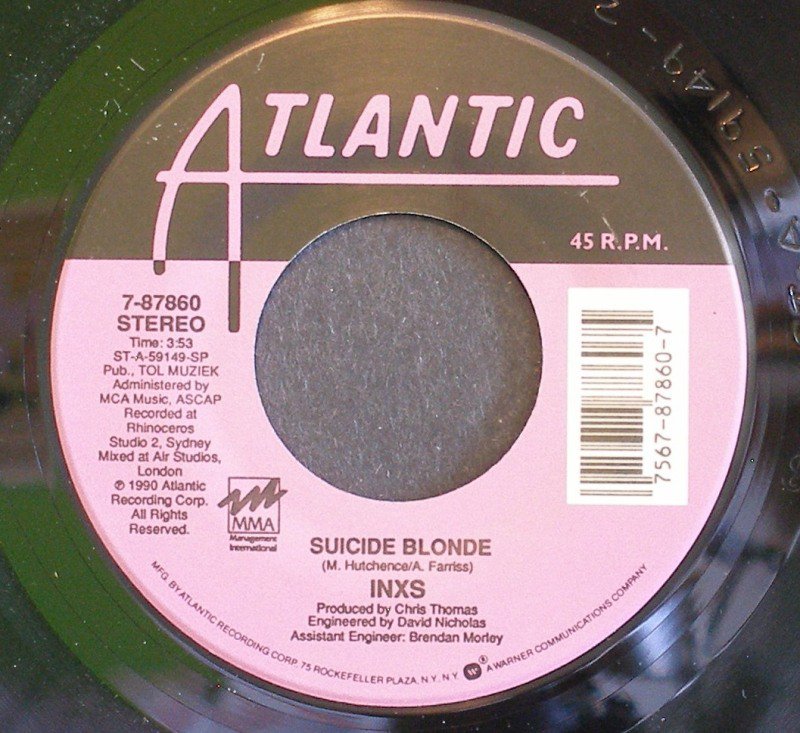 ATLANTIC
45 R.P.M.
7-87860
STEREO
Time: 3:53
ST-A-59149-SP
Pub., TOL MUZIEK
Administered by
MCA Music, ASCAP
Recorded at
Rhinoceros
Studio 2, Sydney
Mixed at Air Studios,
London
℗ 1990 Atlantic
Recording Corp.
All Rights
Reserved.
MMA
Management
International
7567-87860-7
SUICIDE BLONDE
(M. Hutchence/A. Farriss)
INXS
Produced by Chris Thomas
Engineered by David Nicholas
Assistant Engineer: Brendan Morley
MFG. BY ATLANTIC RECORDING CORP. 75 ROCKEFELLER PLAZA, N.Y. N.Y. W ® A WARNER COMMUNICATIONS COMPANY